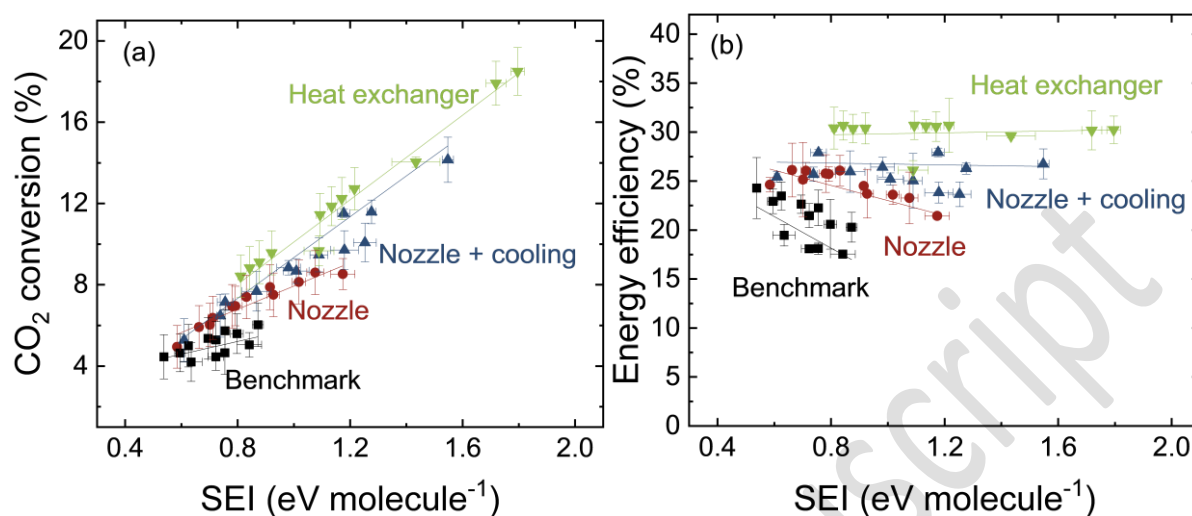 (a)
CO2 conversion (%)
20
16
12
8
4
0.4 0.8 1.2 1.6 2.0
SEI (eV molecule-1)
Heat exchanger
Nozzle + cooling
Nozzle
Benchmark
(b)
Energy efficiency (%)
40
35
30
25
20
15
10
5
0
0.4 0.8 1.2 1.6 2.0
SEI (eV molecule-1)
Heat exchanger
Nozzle + cooling
Nozzle
Benchmark
script